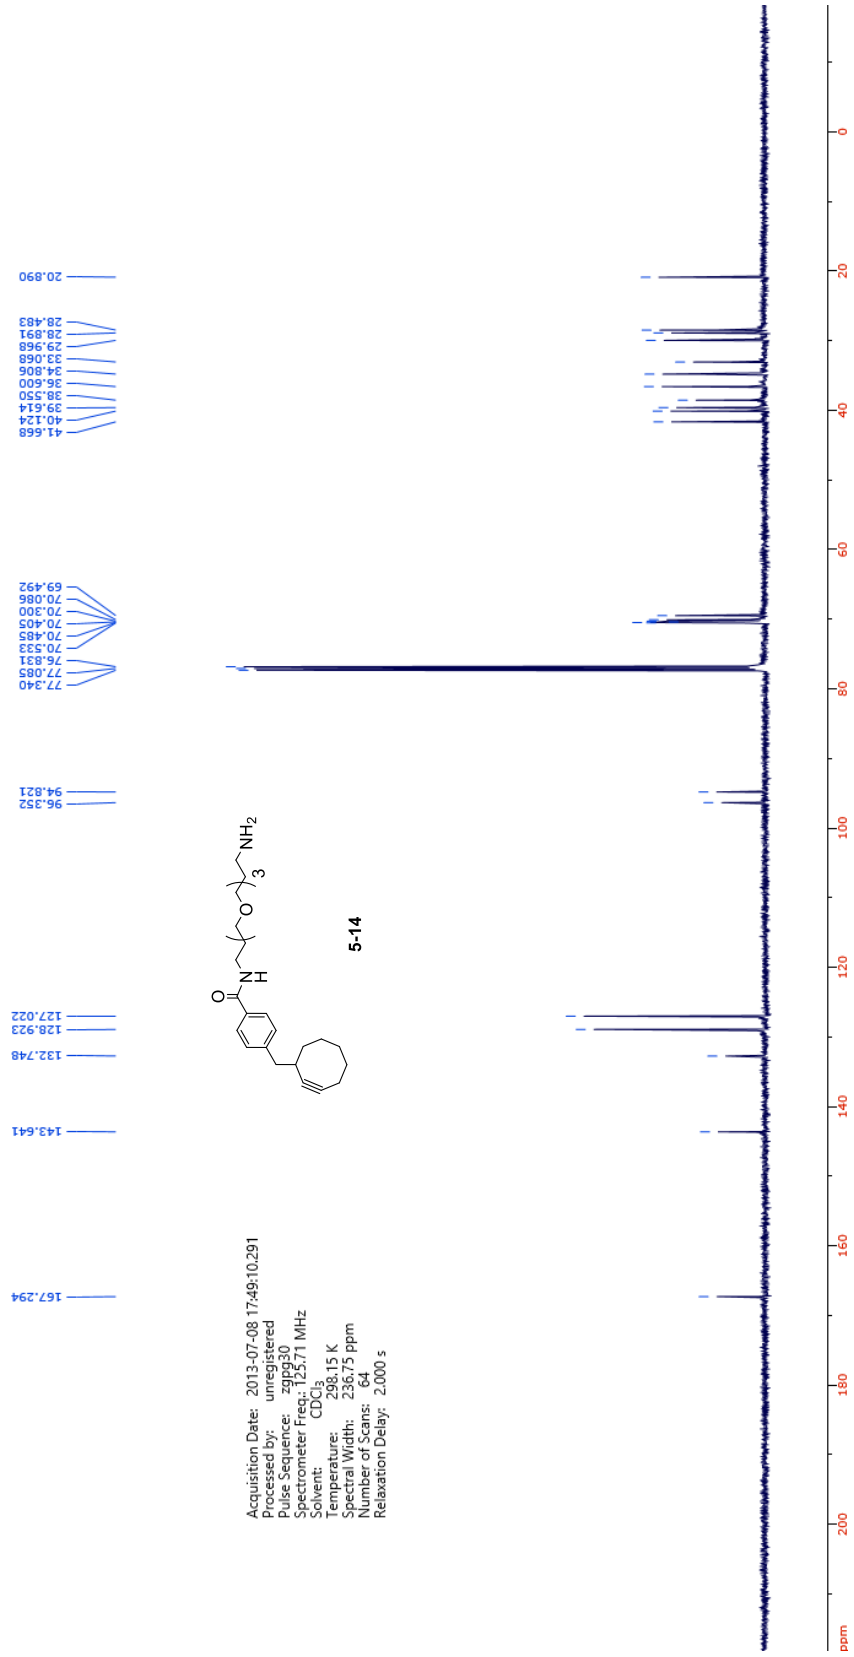 167.294
143.641
132.748
128.923
127.022
96.352
94.821
77.340
77.085
76.831
70.533
70.485
70.405
70.300
70.086
69.492
41.668
40.124
39.614
38.550
36.600
34.806
33.068
29.968
28.891
28.483
20.890
O
N
H
O
3
NH2
5-14
Acquisition Date: 2013-07-08 17:49:10.291
Processed by: unregistered
Pulse Sequence: zgpg30
Spectrometer Freq.: 125.71 MHz
Solvent: CDCl3
Temperature: 298.15 K
Spectral Width: 236.75 ppm
Number of Scans: 64
Relaxation Delay: 2.000 s
ppm 200 180 160 140 120 100 80 60 40 20 0